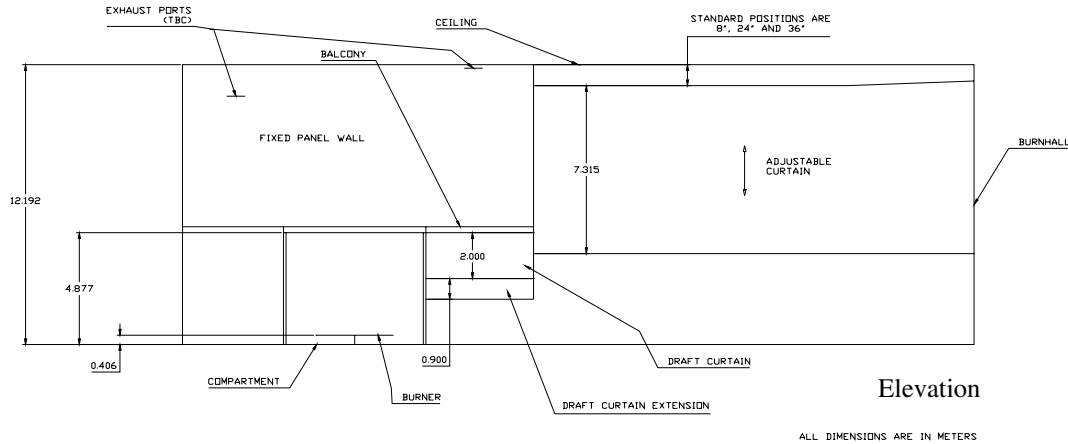 EXHAUST PORTS
(TBC)
CEILING
STANDARD POSITIONS ARE
8", 24" AND 36"
BALCONY
FIXED PANEL WALL
BURNHALL
ADJUSTABLE
CURTAIN
7.315
12.192
2.000
4.877
0.406
0.900
DRAFT CURTAIN
COMPARTMENT
BURNER
DRAFT CURTAIN EXTENSION
Elevation
ALL DIMENSIONS ARE IN METERS